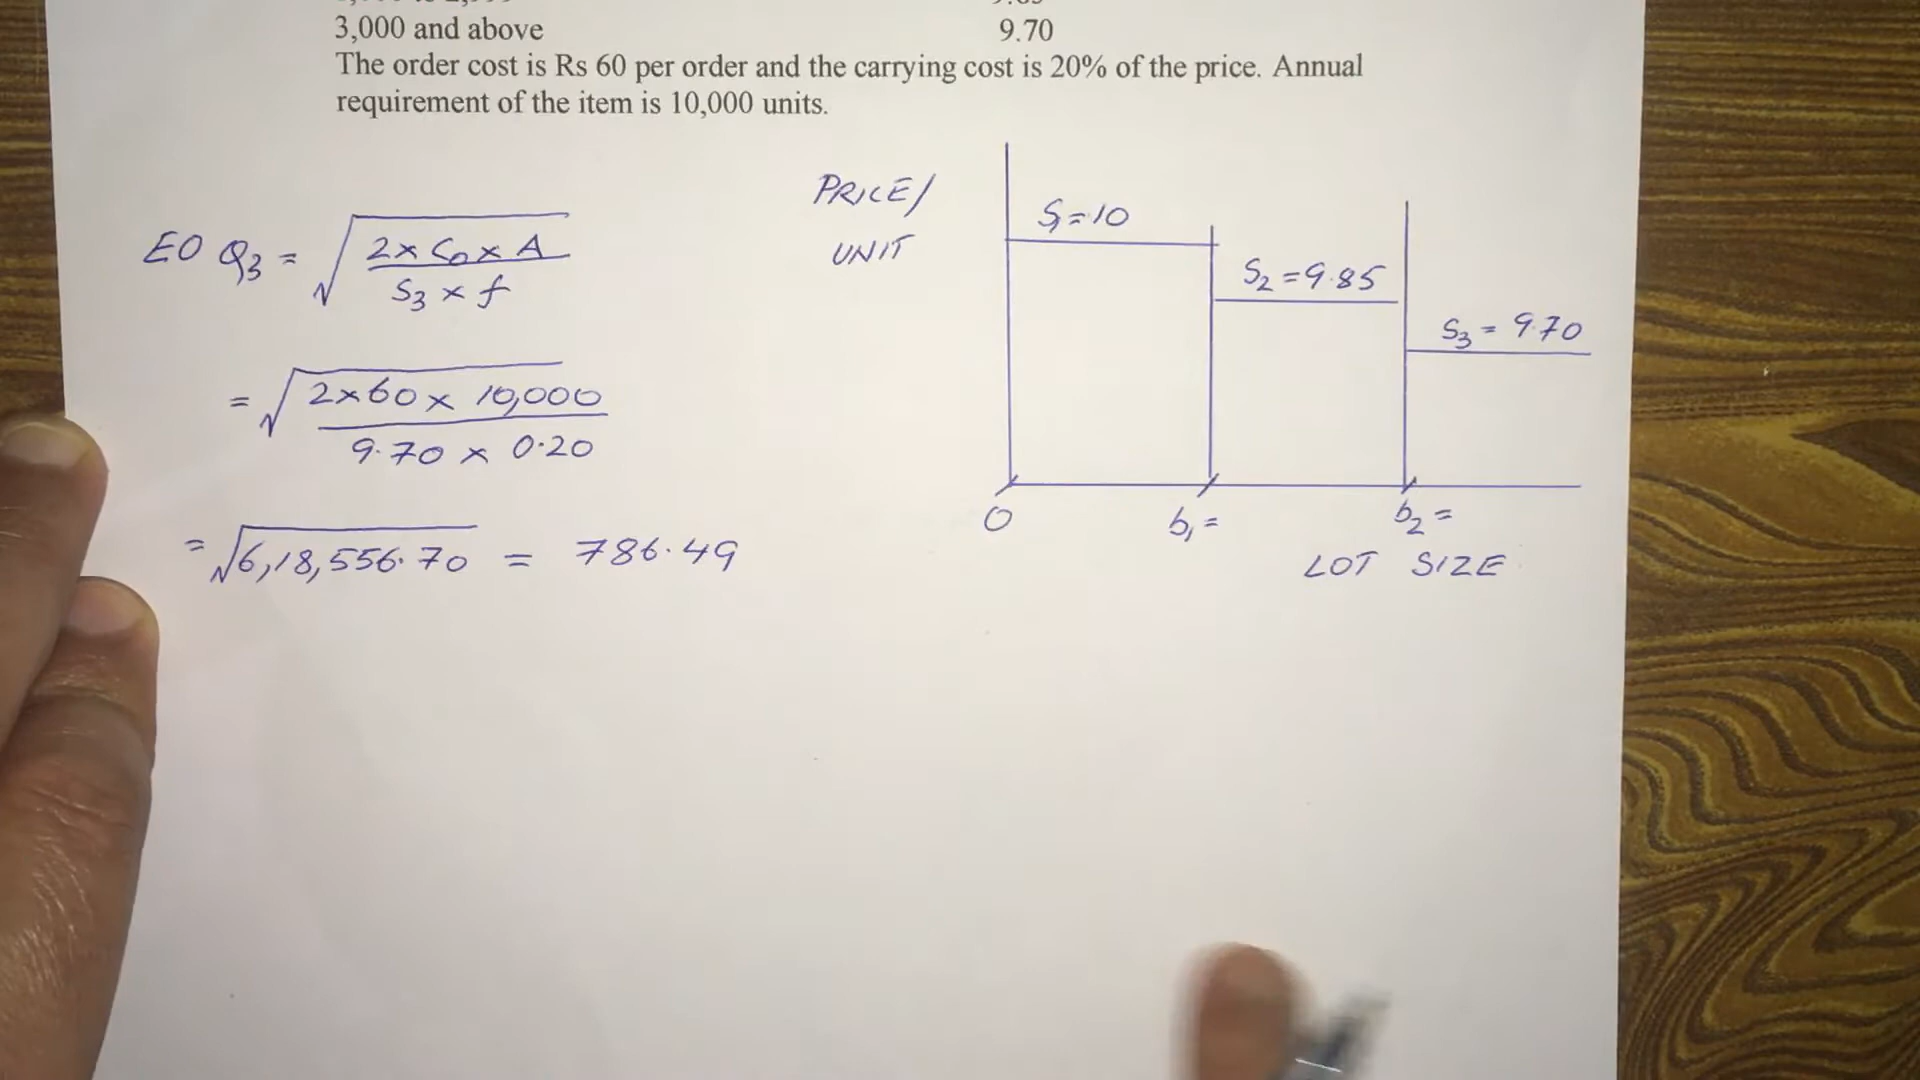 3,000 and above 9.70
The order cost is Rs 60 per order and the carrying cost is 20% of the price. Annual
requirement of the item is 10,000 units.
EOQ3 = √(2 x Co x A / S3 x f)
= √(2x60 x 10,000 / 9.70 x 0.20)
= √6,18,556.70 = 786.49
PRICE/
UNIT
S1=10
S2=9.85
S3=9.70
0 b1= b2=
LOT SIZE